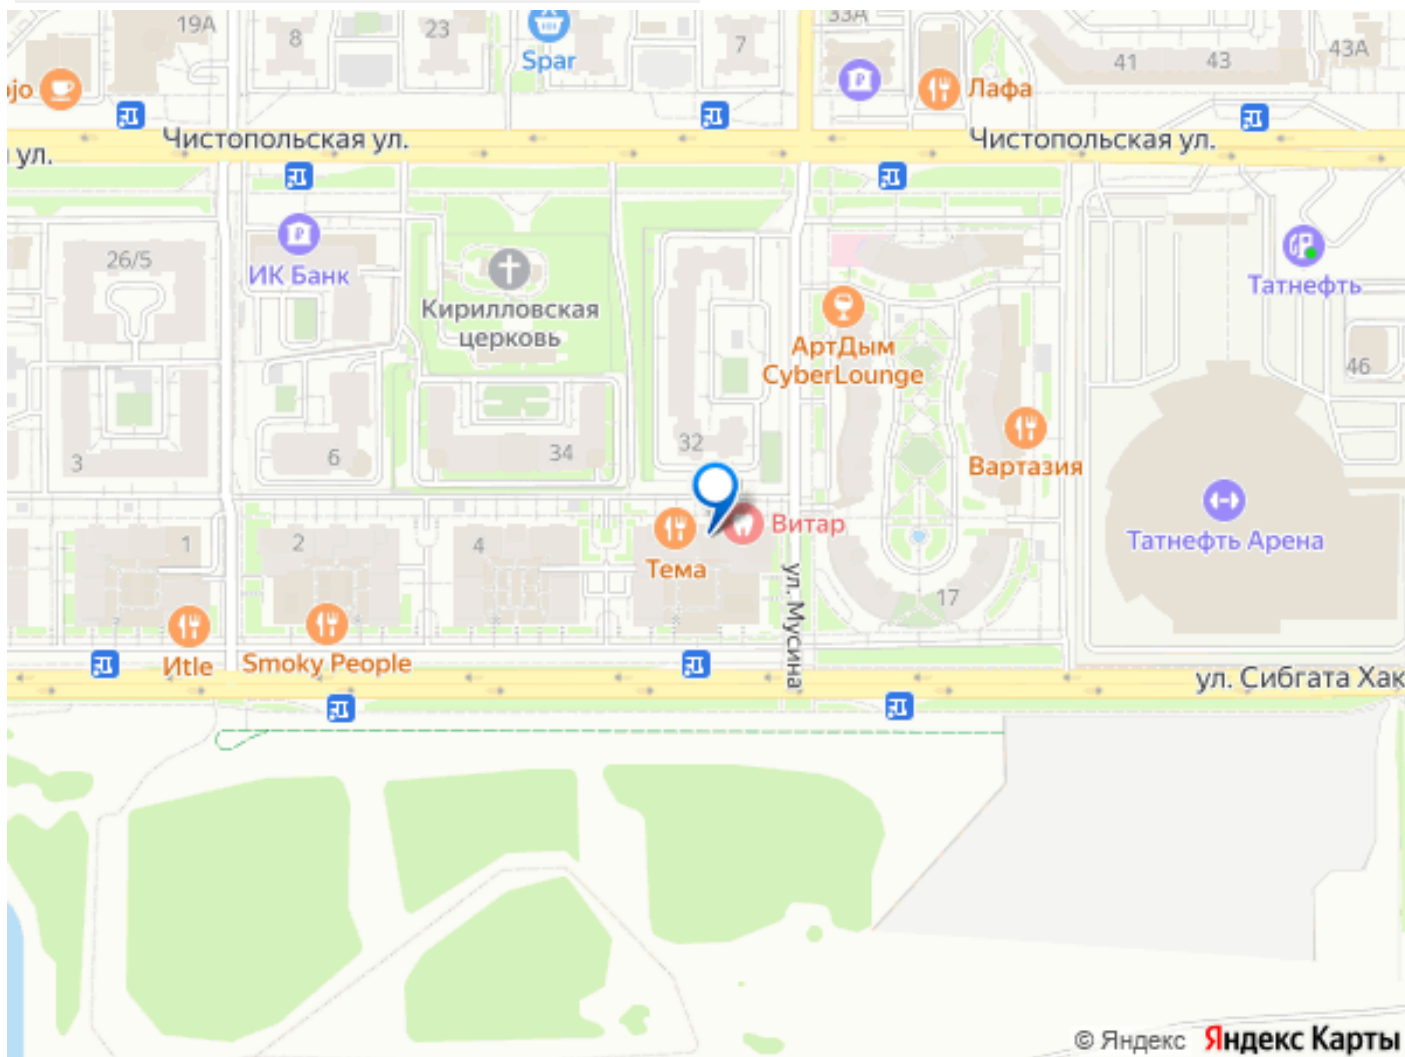 19А
8
23
Spar
7
33А
41
43
43А
ojo
Лафа
Чистопольская ул.
Чистопольская ул.
ул.
26/5
ИК Банк
Кирилловская
церковь
Татнефть
АртДым
CyberLounge
46
32
34
6
3
Вартазия
Татнефть Арена
Витар
Тема
1
2
4
17
ул. Мусина
Иtle
Smoky People
ул. Сибгата Хак
© Яндекс Яндекс Карты